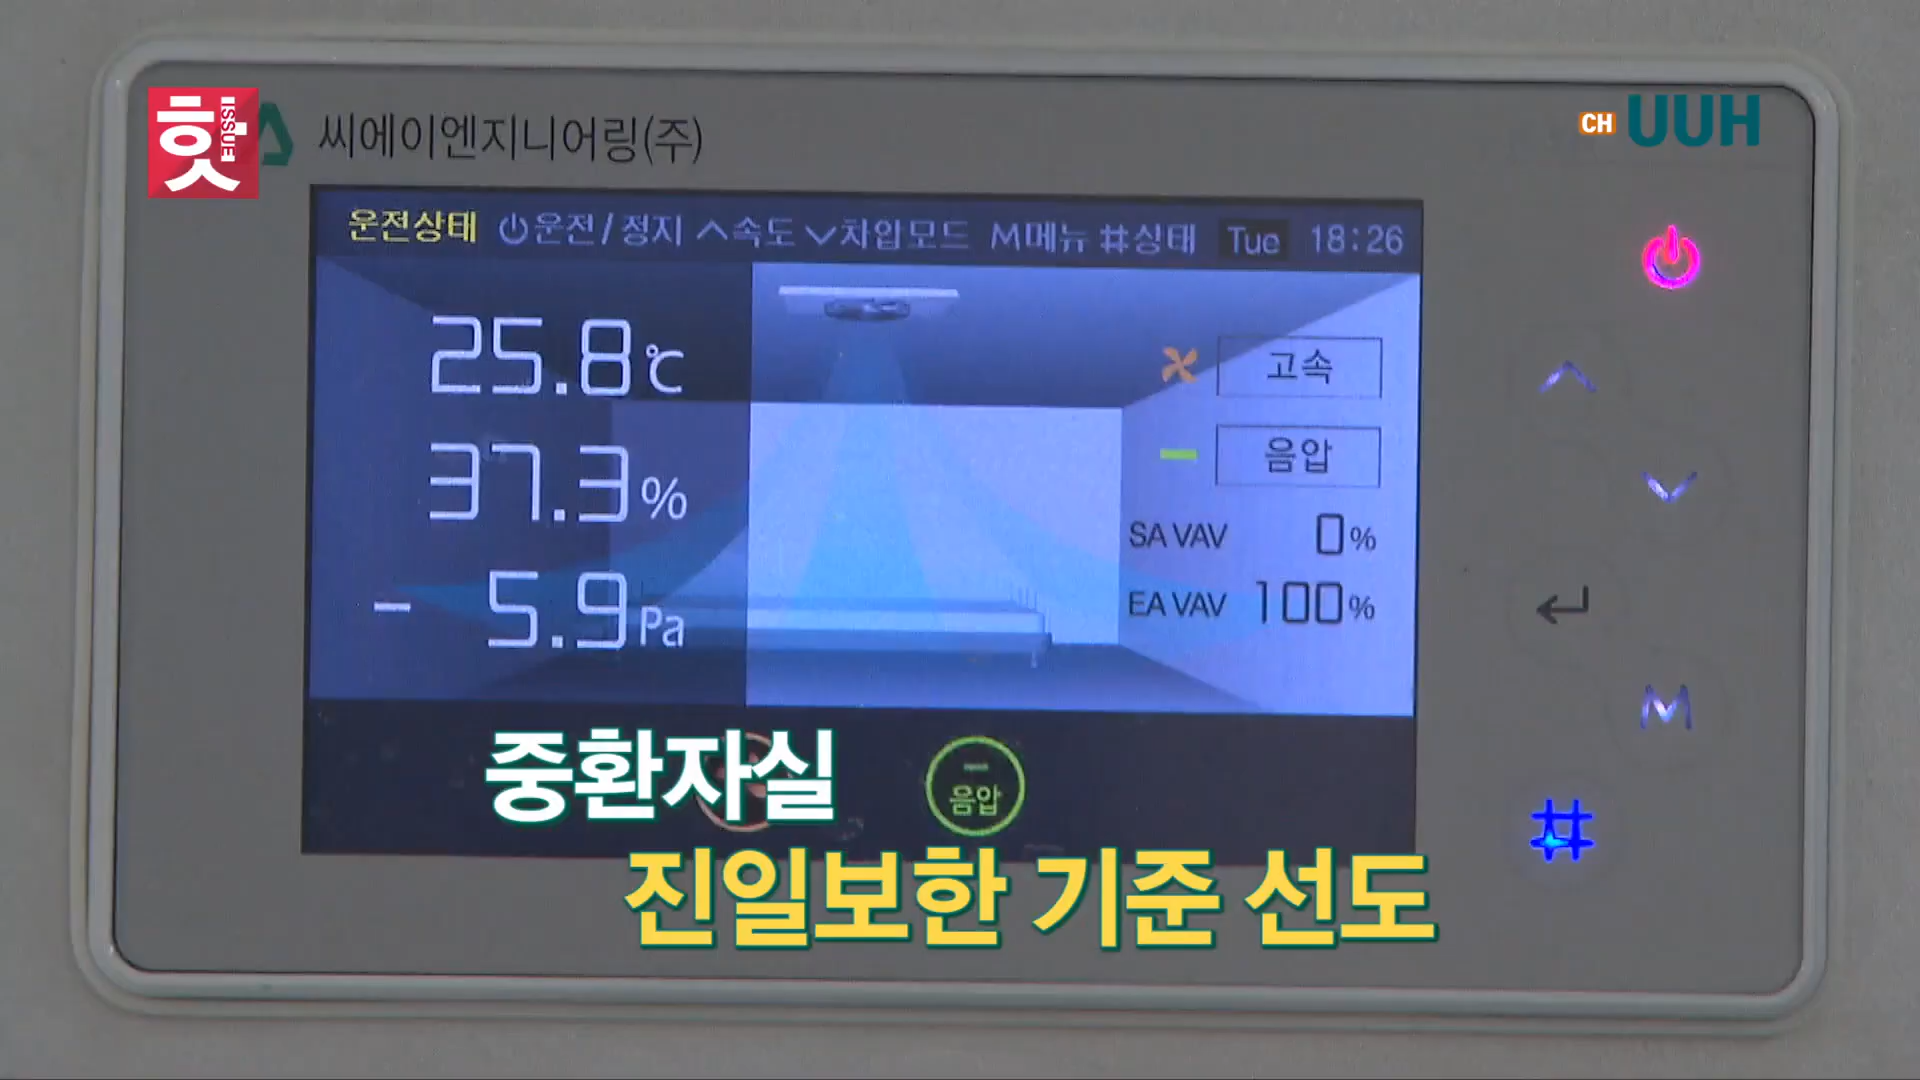 핫
ISSUE
씨에이엔지니어링(주)
CH UUH
운전상태 운전/정지 속도 차압모드 M메뉴 #상태 Tue 18:26
25.8℃
고속
37.3%
음압
SA VAV 0%
- 5.9Pa
EA VAV 100%
M
음압
#
중환자실
진일보한 기준 선도